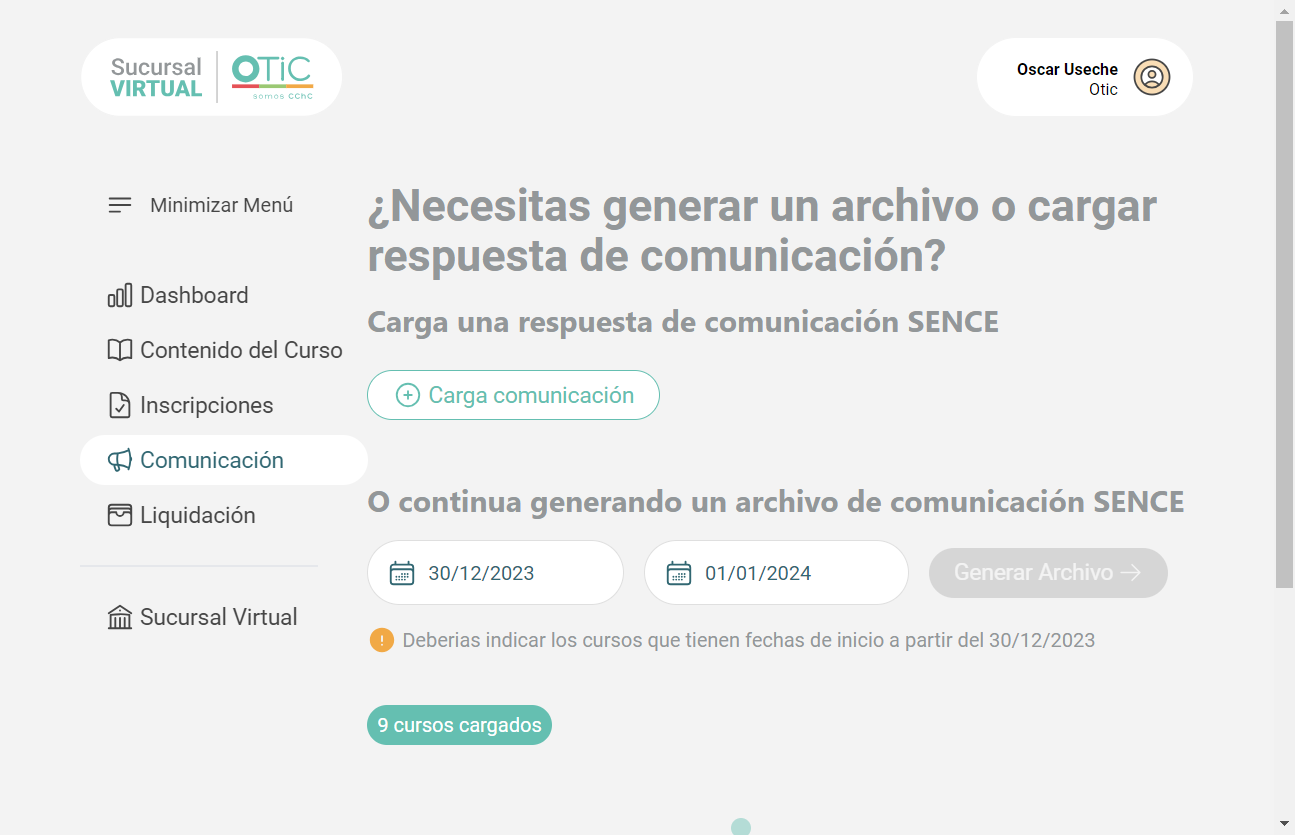 Sucursal
VIRTUAL
OTiC
somos CChC
Oscar Useche
Otic
Minimizar Menú
¿Necesitas generar un archivo o cargar
respuesta de comunicación?
Dashboard
Carga una respuesta de comunicación SENCE
Contenido del Curso
Carga comunicación
Inscripciones
Comunicación
O continua generando un archivo de comunicación SENCE
Liquidación
30/12/2023
01/01/2024
Generar Archivo
Sucursal Virtual
Deberias indicar los cursos que tienen fechas de inicio a partir del 30/12/2023
9 cursos cargados